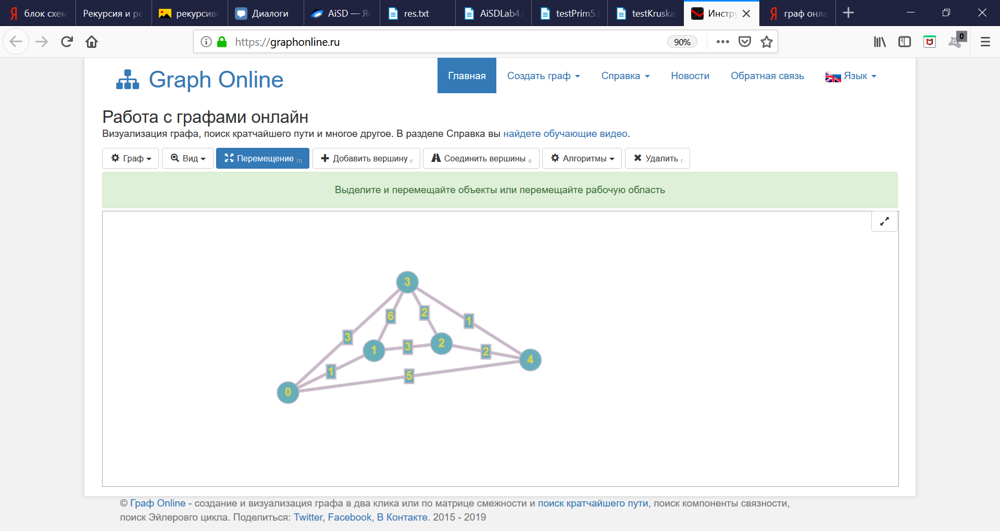 блок схем
Рекурсия и ре
рекурсивн
Диалоги
AiSD — Ян
res.txt
AiSDLab4.
testPrim5.t
testKruska
Инстру
граф онла
https://graphonline.ru
90%
0
Graph Online
Главная
Создать граф
Справка
Новости
Обратная связь
Язык
Работа с графами онлайн
Визуализация графа, поиск кратчайшего пути и многое другое. В разделе Справка вы найдете обучающие видео.
Граф
Вид
Перемещение m
Добавить вершину v
Соединить вершины e
Алгоритмы
Удалить r
Выделите и перемещайте объекты или перемещайте рабочую область
3
6
2
1
3
1
3
2
2
4
1
5
0
© Граф Online - создание и визуализация графа в два клика или по матрице смежности и поиск кратчайшего пути, поиск компоненты связности,
поиск Эйлеровго цикла. Поделиться: Twitter, Facebook, В Контакте. 2015 - 2019